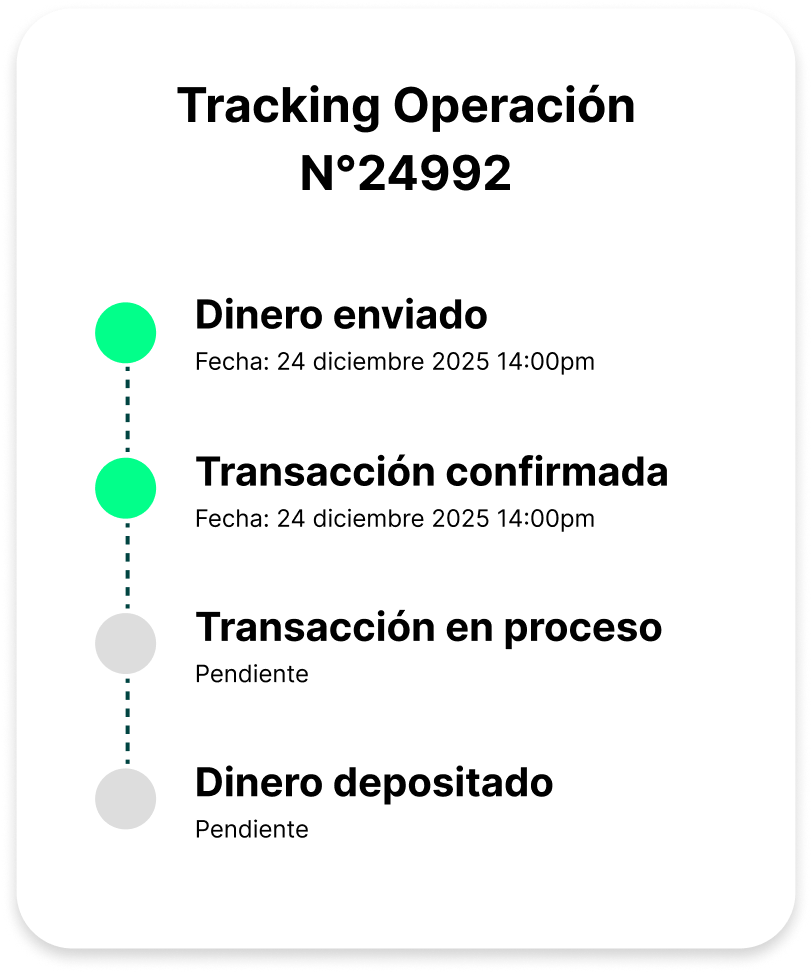 Tracking Operación
N°24992
Dinero enviado
Fecha: 24 diciembre 2025 14:00pm
Transacción confirmada
Fecha: 24 diciembre 2025 14:00pm
Transacción en proceso
Pendiente
Dinero depositado
Pendiente